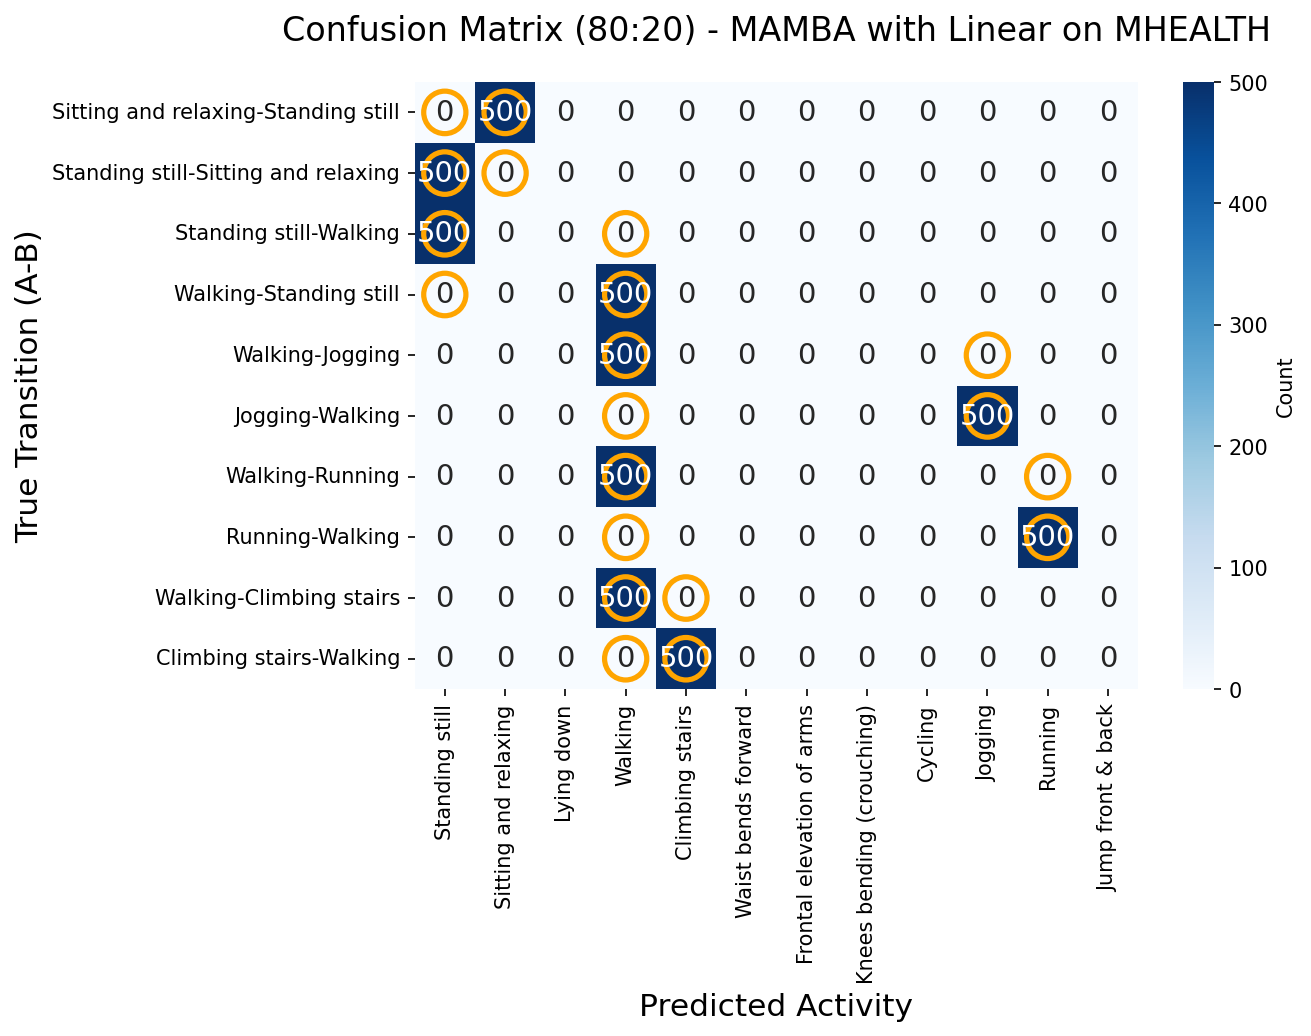 Confusion Matrix (80:20) - MAMBA with Linear on MHEALTH
True Transition (A-B)
Sitting and relaxing-Standing still 0 500 0 0 0 0 0 0 0 0 0 0
Standing still-Sitting and relaxing 500 0 0 0 0 0 0 0 0 0 0 0
Standing still-Walking 500 0 0 0 0 0 0 0 0 0 0 0
Walking-Standing still 0 0 0 500 0 0 0 0 0 0 0 0
Walking-Jogging 0 0 0 500 0 0 0 0 0 0 0 0
Jogging-Walking 0 0 0 0 0 0 0 0 0 500 0 0
Walking-Running 0 0 0 500 0 0 0 0 0 0 0 0
Running-Walking 0 0 0 0 0 0 0 0 0 0 500 0
Walking-Climbing stairs 0 0 0 500 0 0 0 0 0 0 0 0
Climbing stairs-Walking 0 0 0 0 500 0 0 0 0 0 0 0
Standing still
Sitting and relaxing
Lying down
Walking
Climbing stairs
Waist bends forward
Frontal elevation of arms
Knees bending (crouching)
Cycling
Jogging
Running
Jump front & back
Predicted Activity
500
400
300
200
100
0
Count